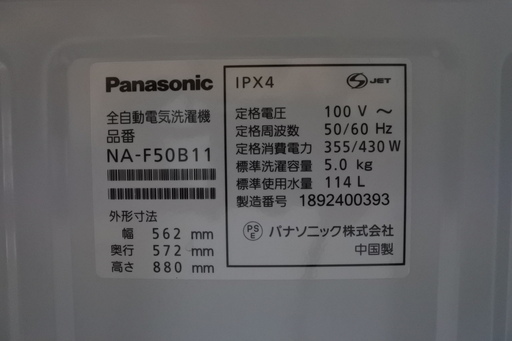 Panasonic
全自動電気洗濯機
品番
NA-F50B11
外形寸法
幅 562 mm
奥行 572 mm
高さ 880 mm
IPX4
S JET
定格電圧 100 V ～
定格周波数 50/60 Hz
定格消費電力 355/430 W
標準洗濯容量 5.0 kg
標準使用水量 114 L
製造番号 1892400393
PS E パナソニック株式会社
中国製